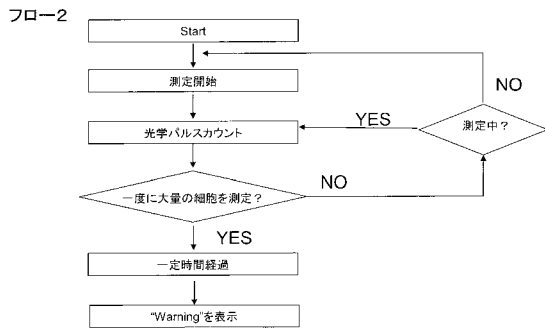 フロー2
Start
測定開始
NO
光学パルスカウント
YES
測定中?
一度に大量の細胞を測定?
NO
YES
一定時間経過
“Warning”を表示